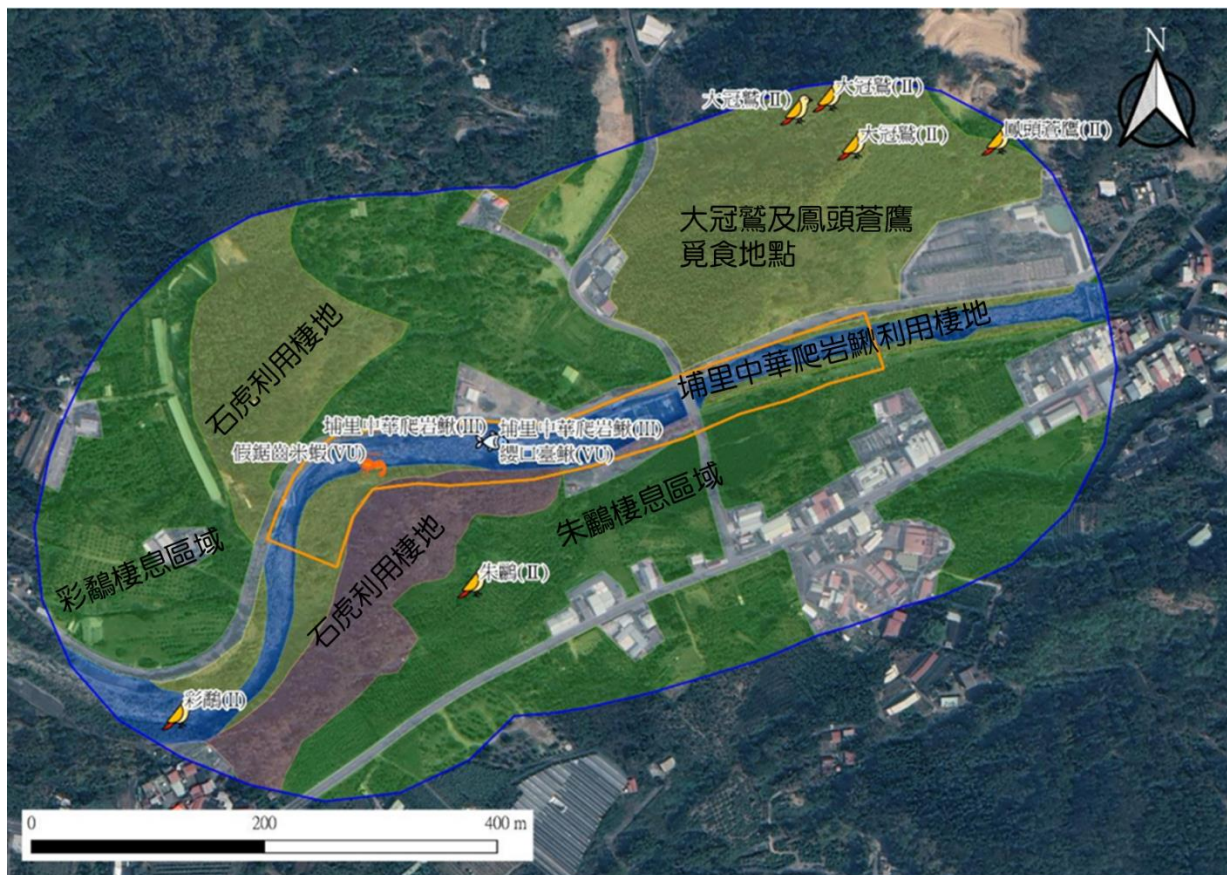 N
大冠鷲(II)
大冠鷲(II)
大冠鷲(II)
鳳頭蒼鷹(II)
大冠鷲及鳳頭蒼鷹
覓食地點
石虎利用棲地
埔里中華爬岩鰍利用棲地
埔里中華爬岩鰍(III)
埔里中華爬岩鰍(III)
纓口臺鰍(VU)
假鋸齒米蝦(VU)
朱鸝棲息區域
彩鷸棲息區域
石虎利用棲地
朱鸝(II)
彩鷸(II)
0 200 400 m